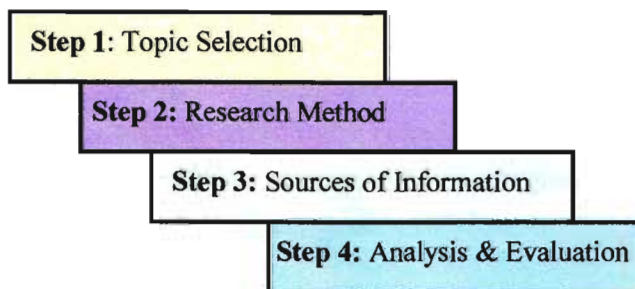 Step 1: Topic Selection
Step 2: Research Method
Step 3: Sources of Information
Step 4: Analysis & Evaluation